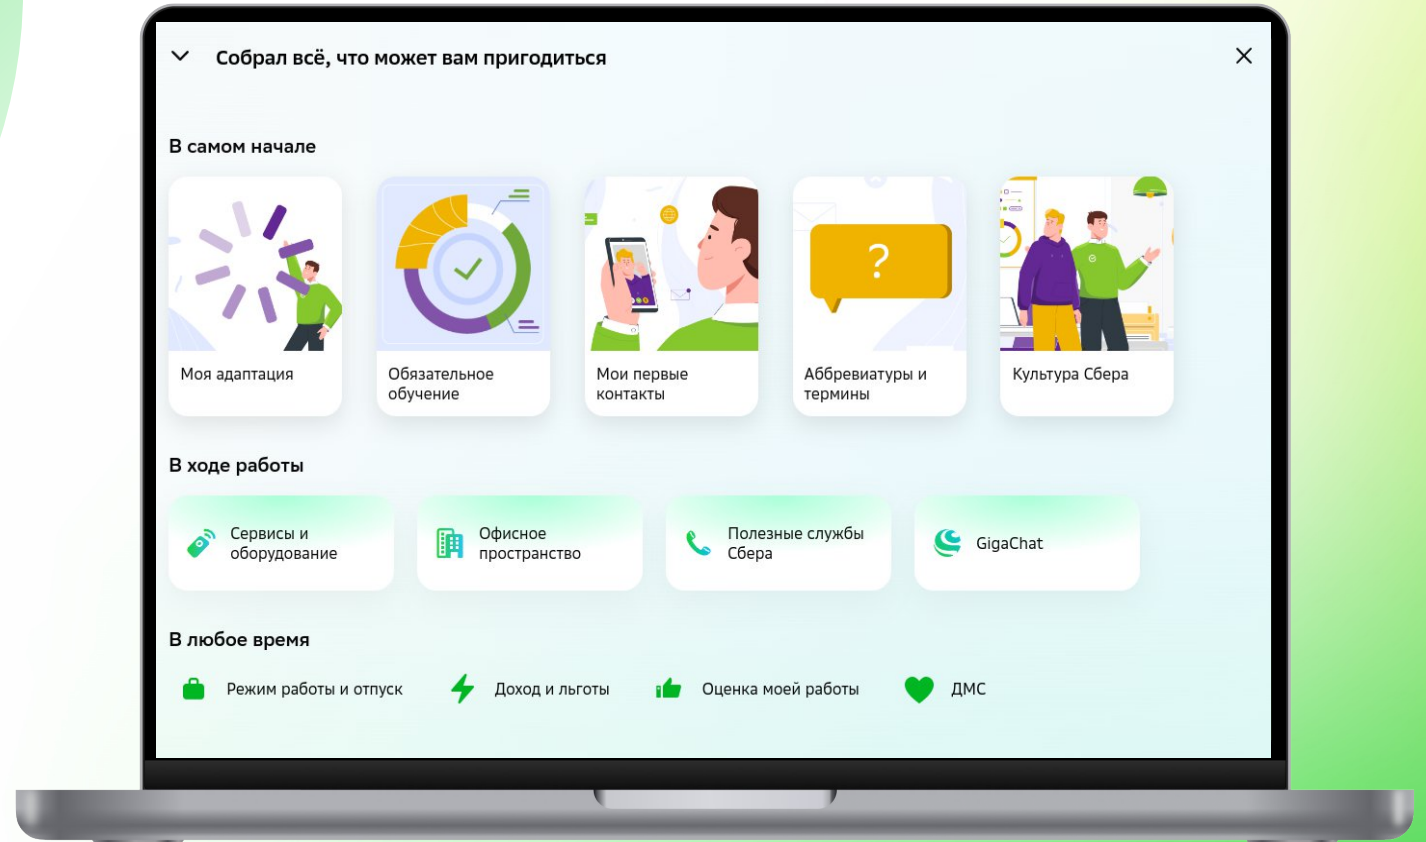 Собрал всё, что может вам пригодиться
В самом начале
Моя адаптация
Обязательное
обучение
Мои первые
контакты
?
Аббревиатуры и
термины
Культура Сбера
В ходе работы
Сервисы и
оборудование
Офисное
пространство
Полезные службы
Сбера
GigaChat
В любое время
Режим работы и отпуск
Доход и льготы
Оценка моей работы
ДМС